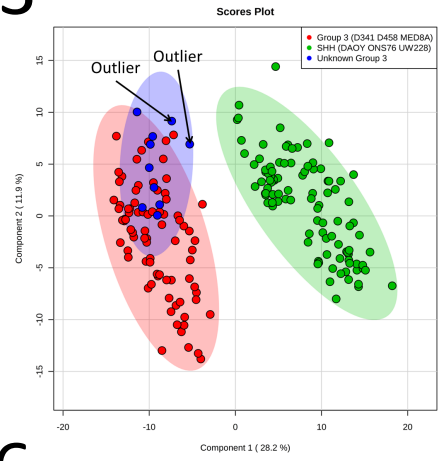 Scores Plot
Group 3 (D341 D458 MED8A)
SHH (DAOY ONS76 UW228)
Unknown Group 3
Outlier
Outlier
15
10
5
0
-5
-10
-15
Component 2 ( 11.9 %)
-20
-10
0
10
20
Component 1 ( 28.2 %)